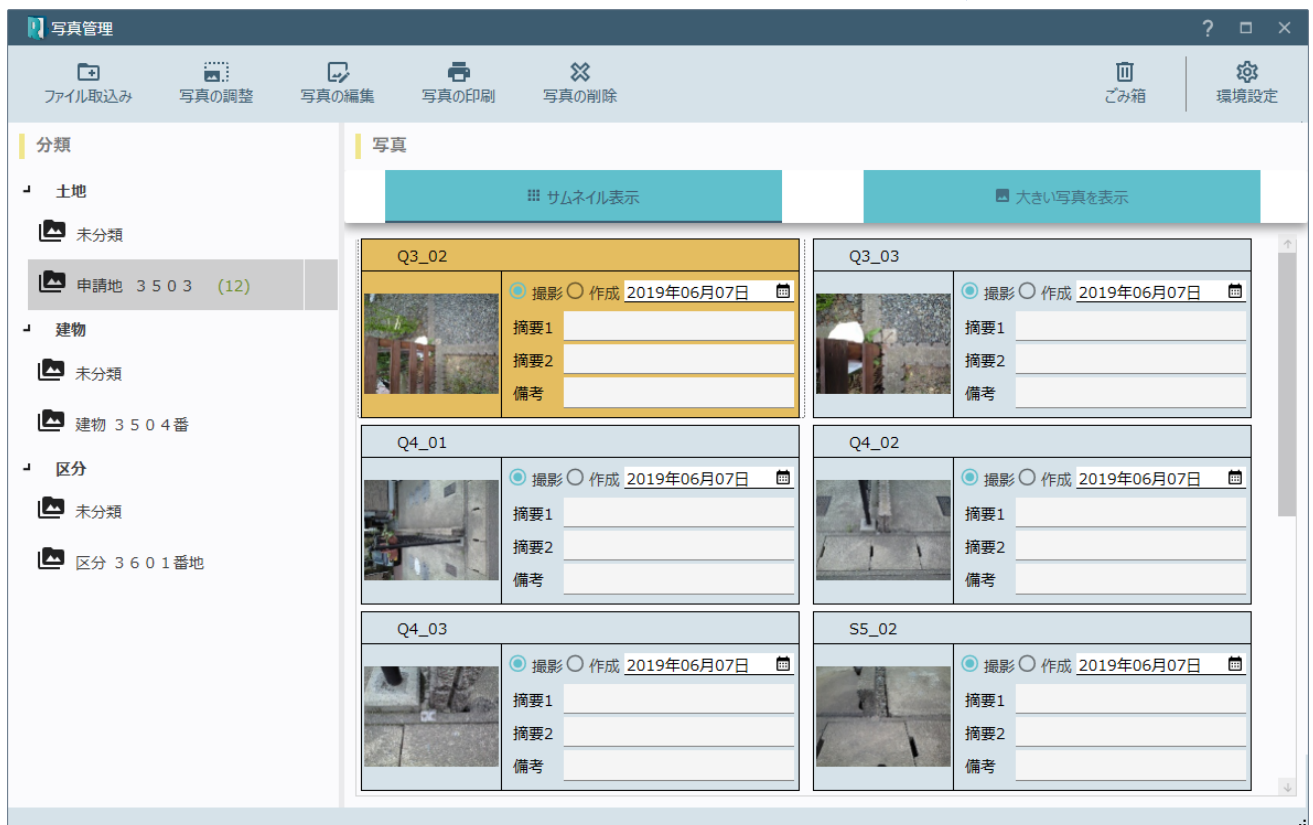 写真管理
ファイル取込み 写真の調整 写真の編集 写真の印刷 写真の削除 ごみ箱 環境設定
分類
土地
未分類
申請地 3503 (12)
建物
未分類
建物 3504番
区分
未分類
区分 3601番地
写真
サムネイル表示 大きい写真を表示
Q3_02
撮影 作成 2019年06月07日
摘要1
摘要2
備考
Q3_03
撮影 作成 2019年06月07日
摘要1
摘要2
備考
Q4_01
撮影 作成 2019年06月07日
摘要1
摘要2
備考
Q4_02
撮影 作成 2019年06月07日
摘要1
摘要2
備考
Q4_03
撮影 作成 2019年06月07日
摘要1
摘要2
備考
S5_02
撮影 作成 2019年06月07日
摘要1
摘要2
備考